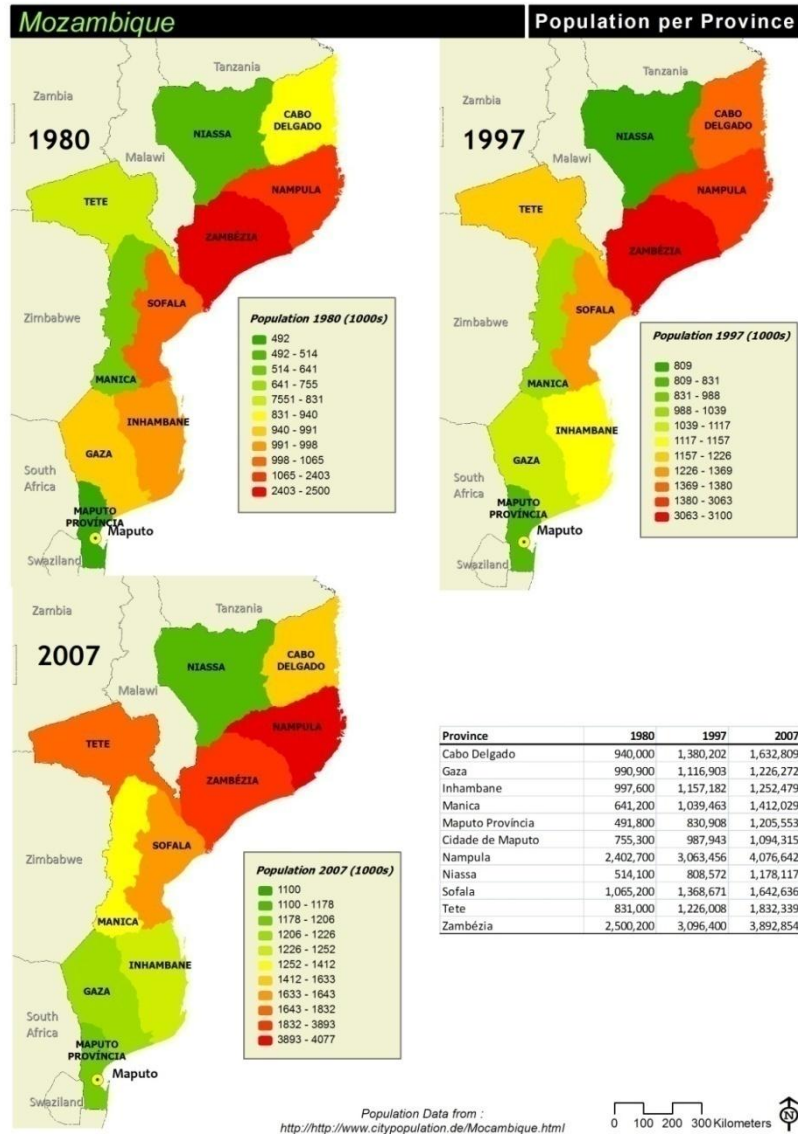 Mozambique
Population per Province
Tanzania
Zambia
CABO
DELGADO
NIASSA
1980
Malawi
NAMPULA
TETE
ZAMBÉZIA
SOFALA
Zimbabwe
MANICA
INHAMBANE
GAZA
South
Africa
MAPUTO
PROVÍNCIA
Maputo
Swaziland
Population 1980 (1000s)
492
492 - 514
514 - 641
641 - 755
7551 - 831
831 - 940
940 - 991
991 - 998
998 - 1065
1065 - 2403
2403 - 2500
Tanzania
Zambia
CABO
DELGADO
NIASSA
1997
Malawi
NAMPULA
TETE
ZAMBÉZIA
SOFALA
Zimbabwe
MANICA
INHAMBANE
GAZA
South
Africa
MAPUTO
PROVÍNCIA
Maputo
Swaziland
Population 1997 (1000s)
809
809 - 831
831 - 988
988 - 1039
1039 - 1117
1117 - 1157
1157 - 1226
1226 - 1369
1369 - 1380
1380 - 3063
3063 - 3100
Tanzania
Zambia
CABO
DELGADO
NIASSA
2007
Malawi
NAMPULA
TETE
ZAMBÉZIA
SOFALA
Zimbabwe
MANICA
INHAMBANE
GAZA
South
Africa
MAPUTO
PROVÍNCIA
Maputo
Swaziland
Population 2007 (1000s)
1100
1100 - 1178
1178 - 1206
1206 - 1226
1226 - 1252
1252 - 1412
1412 - 1633
1633 - 1643
1643 - 1832
1832 - 3893
3893 - 4077
Province 1980 1997 2007
Cabo Delgado 940,000 1,380,202 1,632,809
Gaza 990,900 1,116,903 1,226,272
Inhambane 997,600 1,157,182 1,252,479
Manica 641,200 1,039,463 1,412,029
Maputo Província 491,800 830,908 1,205,553
Cidade de Maputo 755,300 987,943 1,094,315
Nampula 2,402,700 3,063,456 4,076,642
Niassa 514,100 808,572 1,178,117
Sofala 1,065,200 1,368,671 1,642,636
Tete 831,000 1,226,008 1,832,339
Zambézia 2,500,200 3,096,400 3,892,854
Population Data from :
http://http://www.citypopulation.de/Mocambique.html
0 100 200 300 Kilometers
N